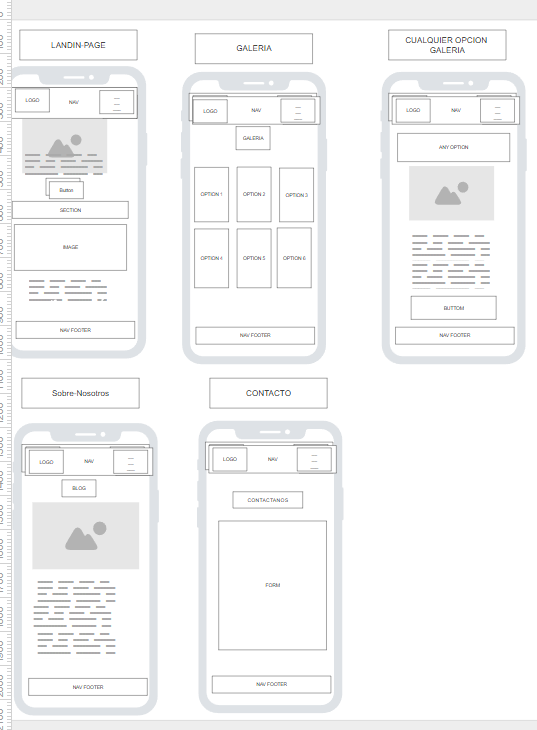 LANDIN-PAGE
LOGO
NAV
Button
SECTION
IMAGE
NAV FOOTER
GALERIA
LOGO
NAV
GALERIA
OPTION 1
OPTION 2
OPTION 3
OPTION 4
OPTION 5
OPTION 6
NAV FOOTER
CUALQUIER OPCION
GALERIA
LOGO
NAV
ANY OPTION
BUTTOM
NAV FOOTER
Sobre-Nosotros
LOGO
NAV
BLOG
NAV FOOTER
CONTACTO
LOGO
NAV
CONTACTANOS
FORM
NAV FOOTER